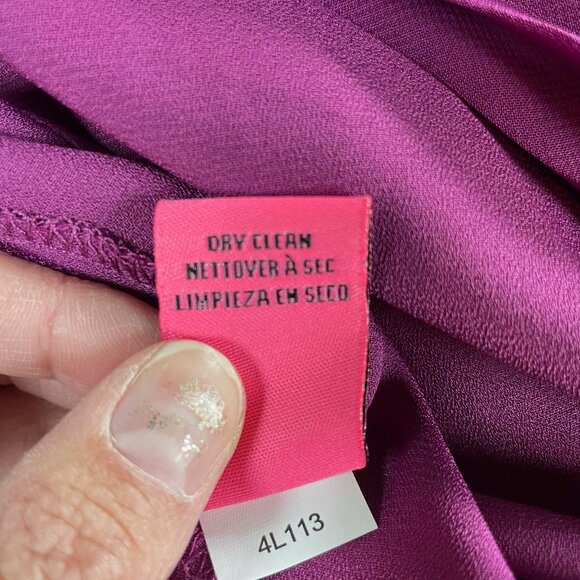 DRY CLEAN
NETTOYER À SEC
LIMPIEZA EN SECO
4L113